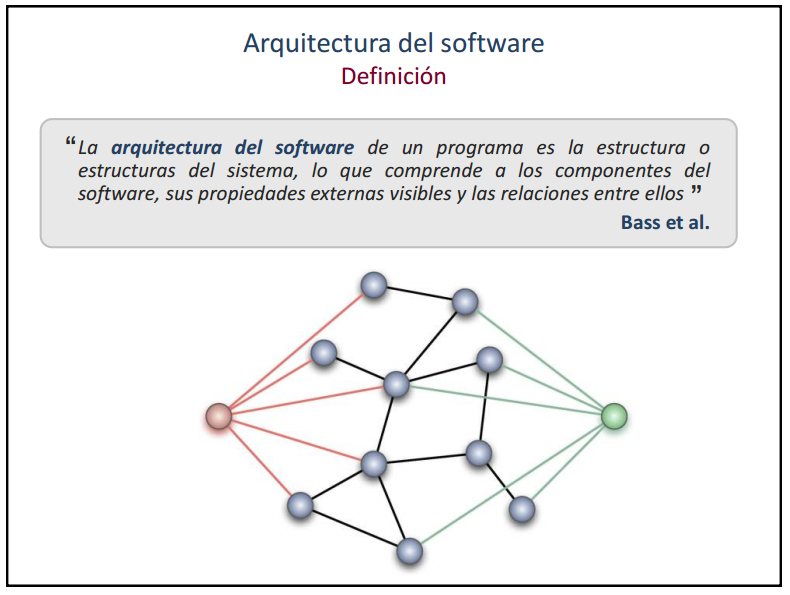 Arquitectura del software
Definición
“La arquitectura del software de un programa es la estructura o
estructuras del sistema, lo que comprende a los componentes del
software, sus propiedades externas visibles y las relaciones entre ellos ”
Bass et al.